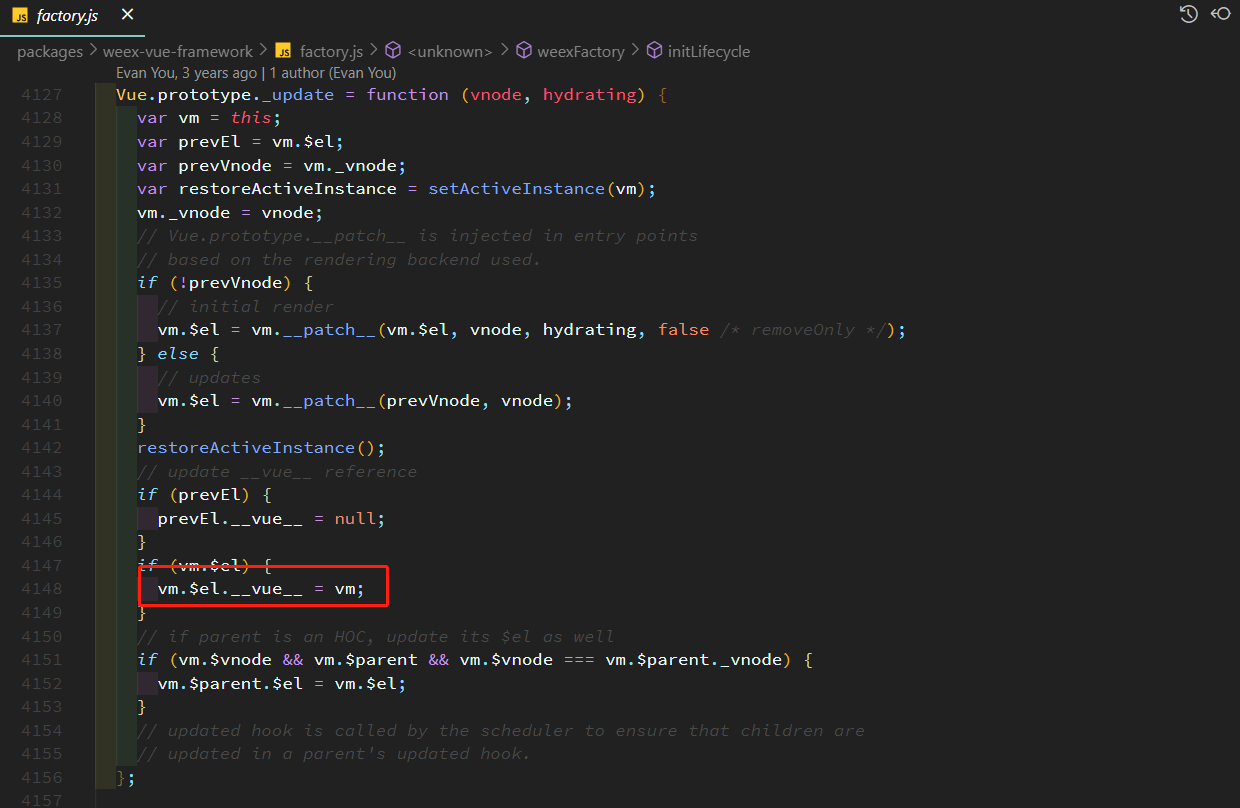 JS factory.js ×
packages > weex-vue-framework > JS factory.js > <unknown> > weexFactory > initLifecycle
Evan You, 3 years ago | 1 author (Evan You)
4127 Vue.prototype._update = function (vnode, hydrating) {
4128 var vm = this;
4129 var prevEl = vm.$el;
4130 var prevVnode = vm._vnode;
4131 var restoreActiveInstance = setActiveInstance(vm);
4132 vm._vnode = vnode;
4133 // Vue.prototype.__patch__ is injected in entry points
4134 // based on the rendering backend used.
4135 if (!prevVnode) {
4136 // initial render
4137 vm.$el = vm.__patch__(vm.$el, vnode, hydrating, false /* removeOnly */);
4138 } else {
4139 // updates
4140 vm.$el = vm.__patch__(prevVnode, vnode);
4141 }
4142 restoreActiveInstance();
4143 // update __vue__ reference
4144 if (prevEl) {
4145 prevEl.__vue__ = null;
4146 }
4147 if (vm.$el) {
4148 vm.$el.__vue__ = vm;
4149 }
4150 // if parent is an HOC, update its $el as well
4151 if (vm.$vnode && vm.$parent && vm.$vnode === vm.$parent._vnode) {
4152 vm.$parent.$el = vm.$el;
4153 }
4154 // updated hook is called by the scheduler to ensure that children are
4155 // updated in a parent's updated hook.
4156 };
4157